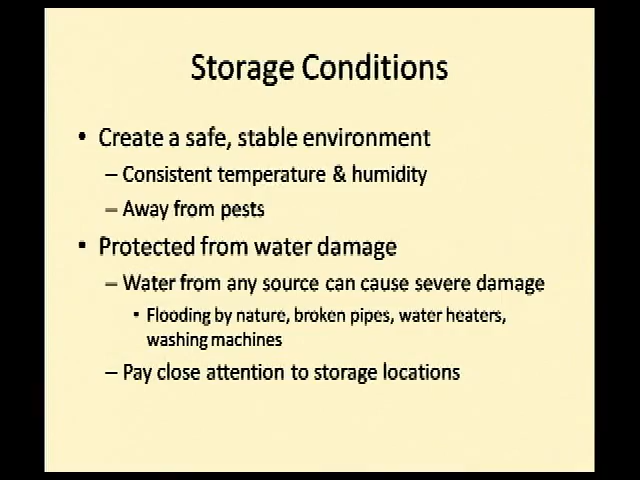 Storage Conditions
• Create a safe, stable environment
– Consistent temperature & humidity
– Away from pests
• Protected from water damage
– Water from any source can cause severe damage
• Flooding by nature, broken pipes, water heaters,
washing machines
– Pay close attention to storage locations